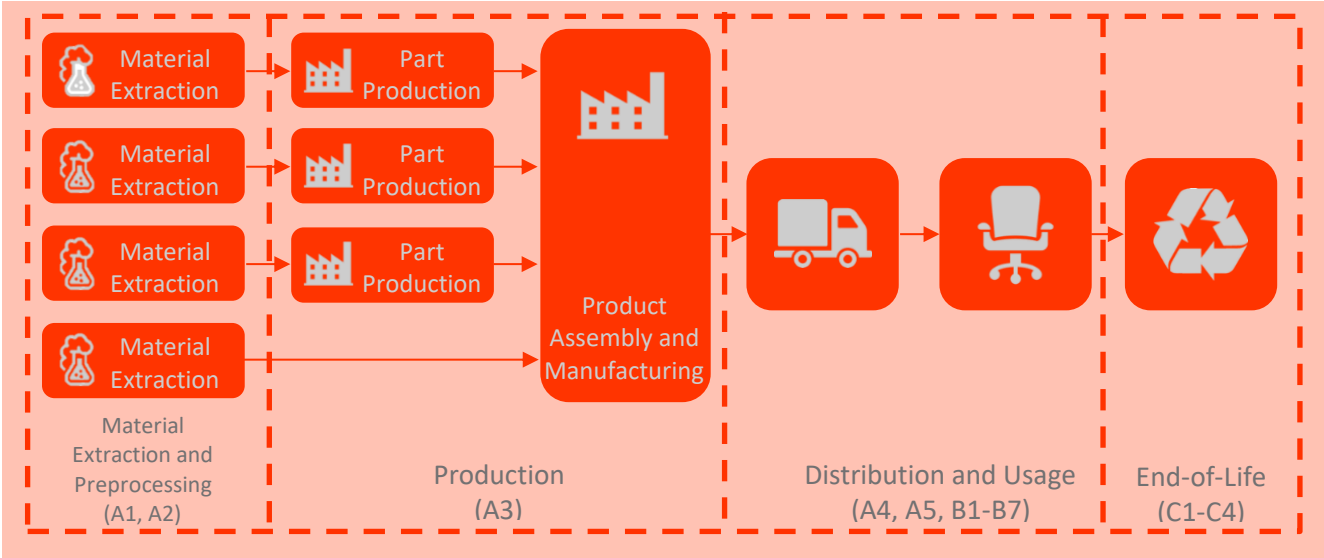 Material
Extraction
Part
Production
Material
Extraction
Part
Production
Material
Extraction
Part
Production
Material
Extraction
Product
Assembly and
Manufacturing
Material
Extraction and
Preprocessing
(A1, A2)
Production
(A3)
Distribution and Usage
(A4, A5, B1-B7)
End-of-Life
(C1-C4)